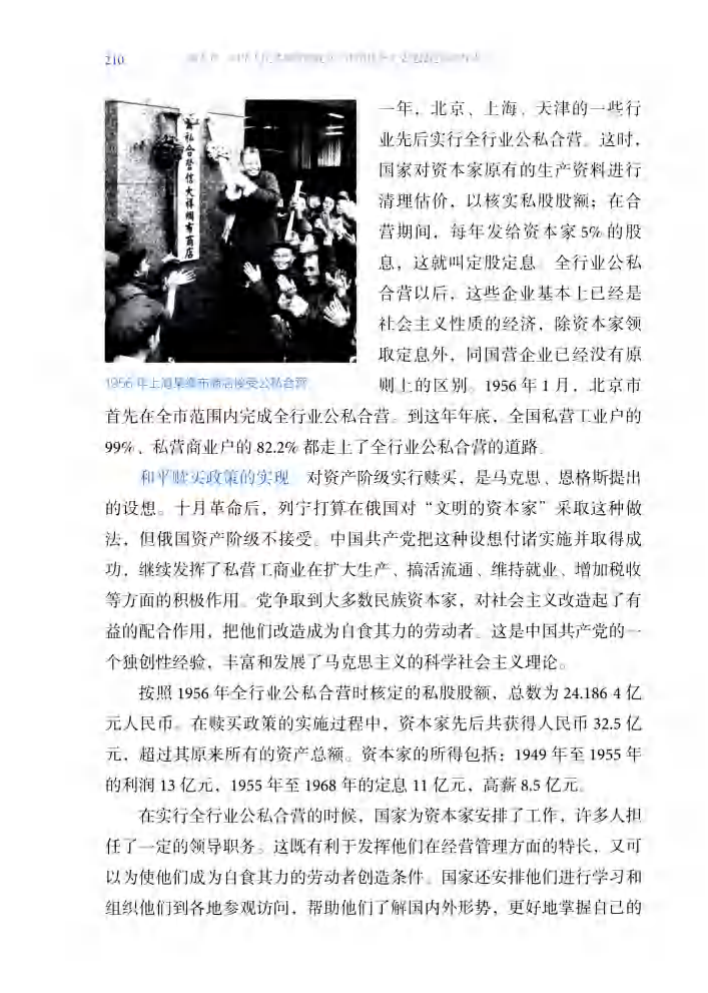 210
公私合营信大祥绸布商店
一年，北京、上海、天津的一些行
业先后实行全行业公私合营。这时，
国家对资本家原有的生产资料进行
清理估价，以核实私股股额；在合
营期间，每年发给资本家5%的股
息，这就叫定股定息。全行业公私
合营以后，这些企业基本上已经是
社会主义性质的经济，除资本家领
取定息外，同国营企业已经没有原
则上的区别。1956年1月，北京市
1956年上海某绸布商店接受公私合营
首先在全市范围内完成全行业公私合营。到这年年底，全国私营工业户的
99%、私营商业户的82.2%都走上了全行业公私合营的道路。
和平赎买政策的实现 对资产阶级实行赎买，是马克思、恩格斯提出
的设想。十月革命后，列宁打算在俄国对“文明的资本家”采取这种做
法，但俄国资产阶级不接受。中国共产党把这种设想付诸实施并取得成
功，继续发挥了私营工商业在扩大生产、搞活流通、维持就业、增加税收
等方面的积极作用。党争取到大多数民族资本家，对社会主义改造起了有
益的配合作用，把他们改造成为自食其力的劳动者。这是中国共产党的一
个独创性经验，丰富和发展了马克思主义的科学社会主义理论。
按照1956年全行业公私合营时核定的私股股额，总数为24.186 4亿
元人民币。在赎买政策的实施过程中，资本家先后共获得人民币32.5亿
元，超过其原来所有的资产总额。资本家的所得包括：1949年至1955年
的利润13亿元，1955年至1968年的定息11亿元，高薪8.5亿元。
在实行全行业公私合营的时候，国家为资本家安排了工作，许多人担
任了一定的领导职务。这既有利于发挥他们在经营管理方面的特长，又可
以为使他们成为自食其力的劳动者创造条件。国家还安排他们进行学习和
组织他们到各地参观访问，帮助他们了解国内外形势，更好地掌握自己的